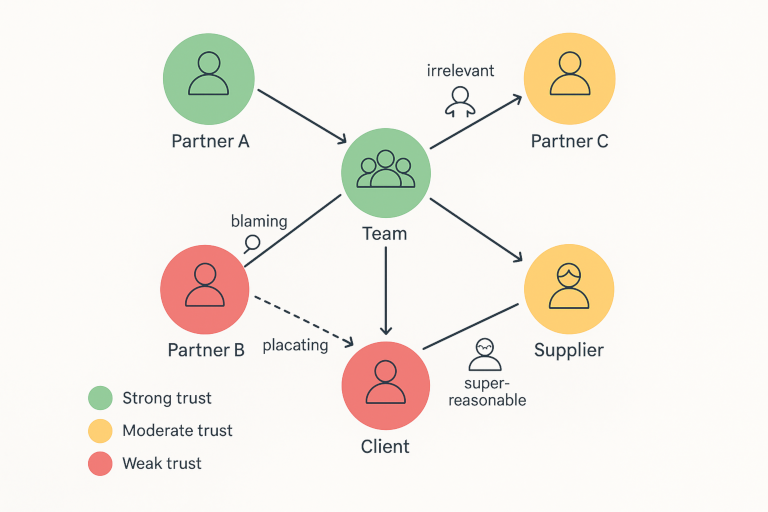 irrelevant
Partner A
Partner C
blaming
Team
placating
Partner B
Supplier
super-
reasonable
Strong trust
Moderate trust
Weak trust
Client